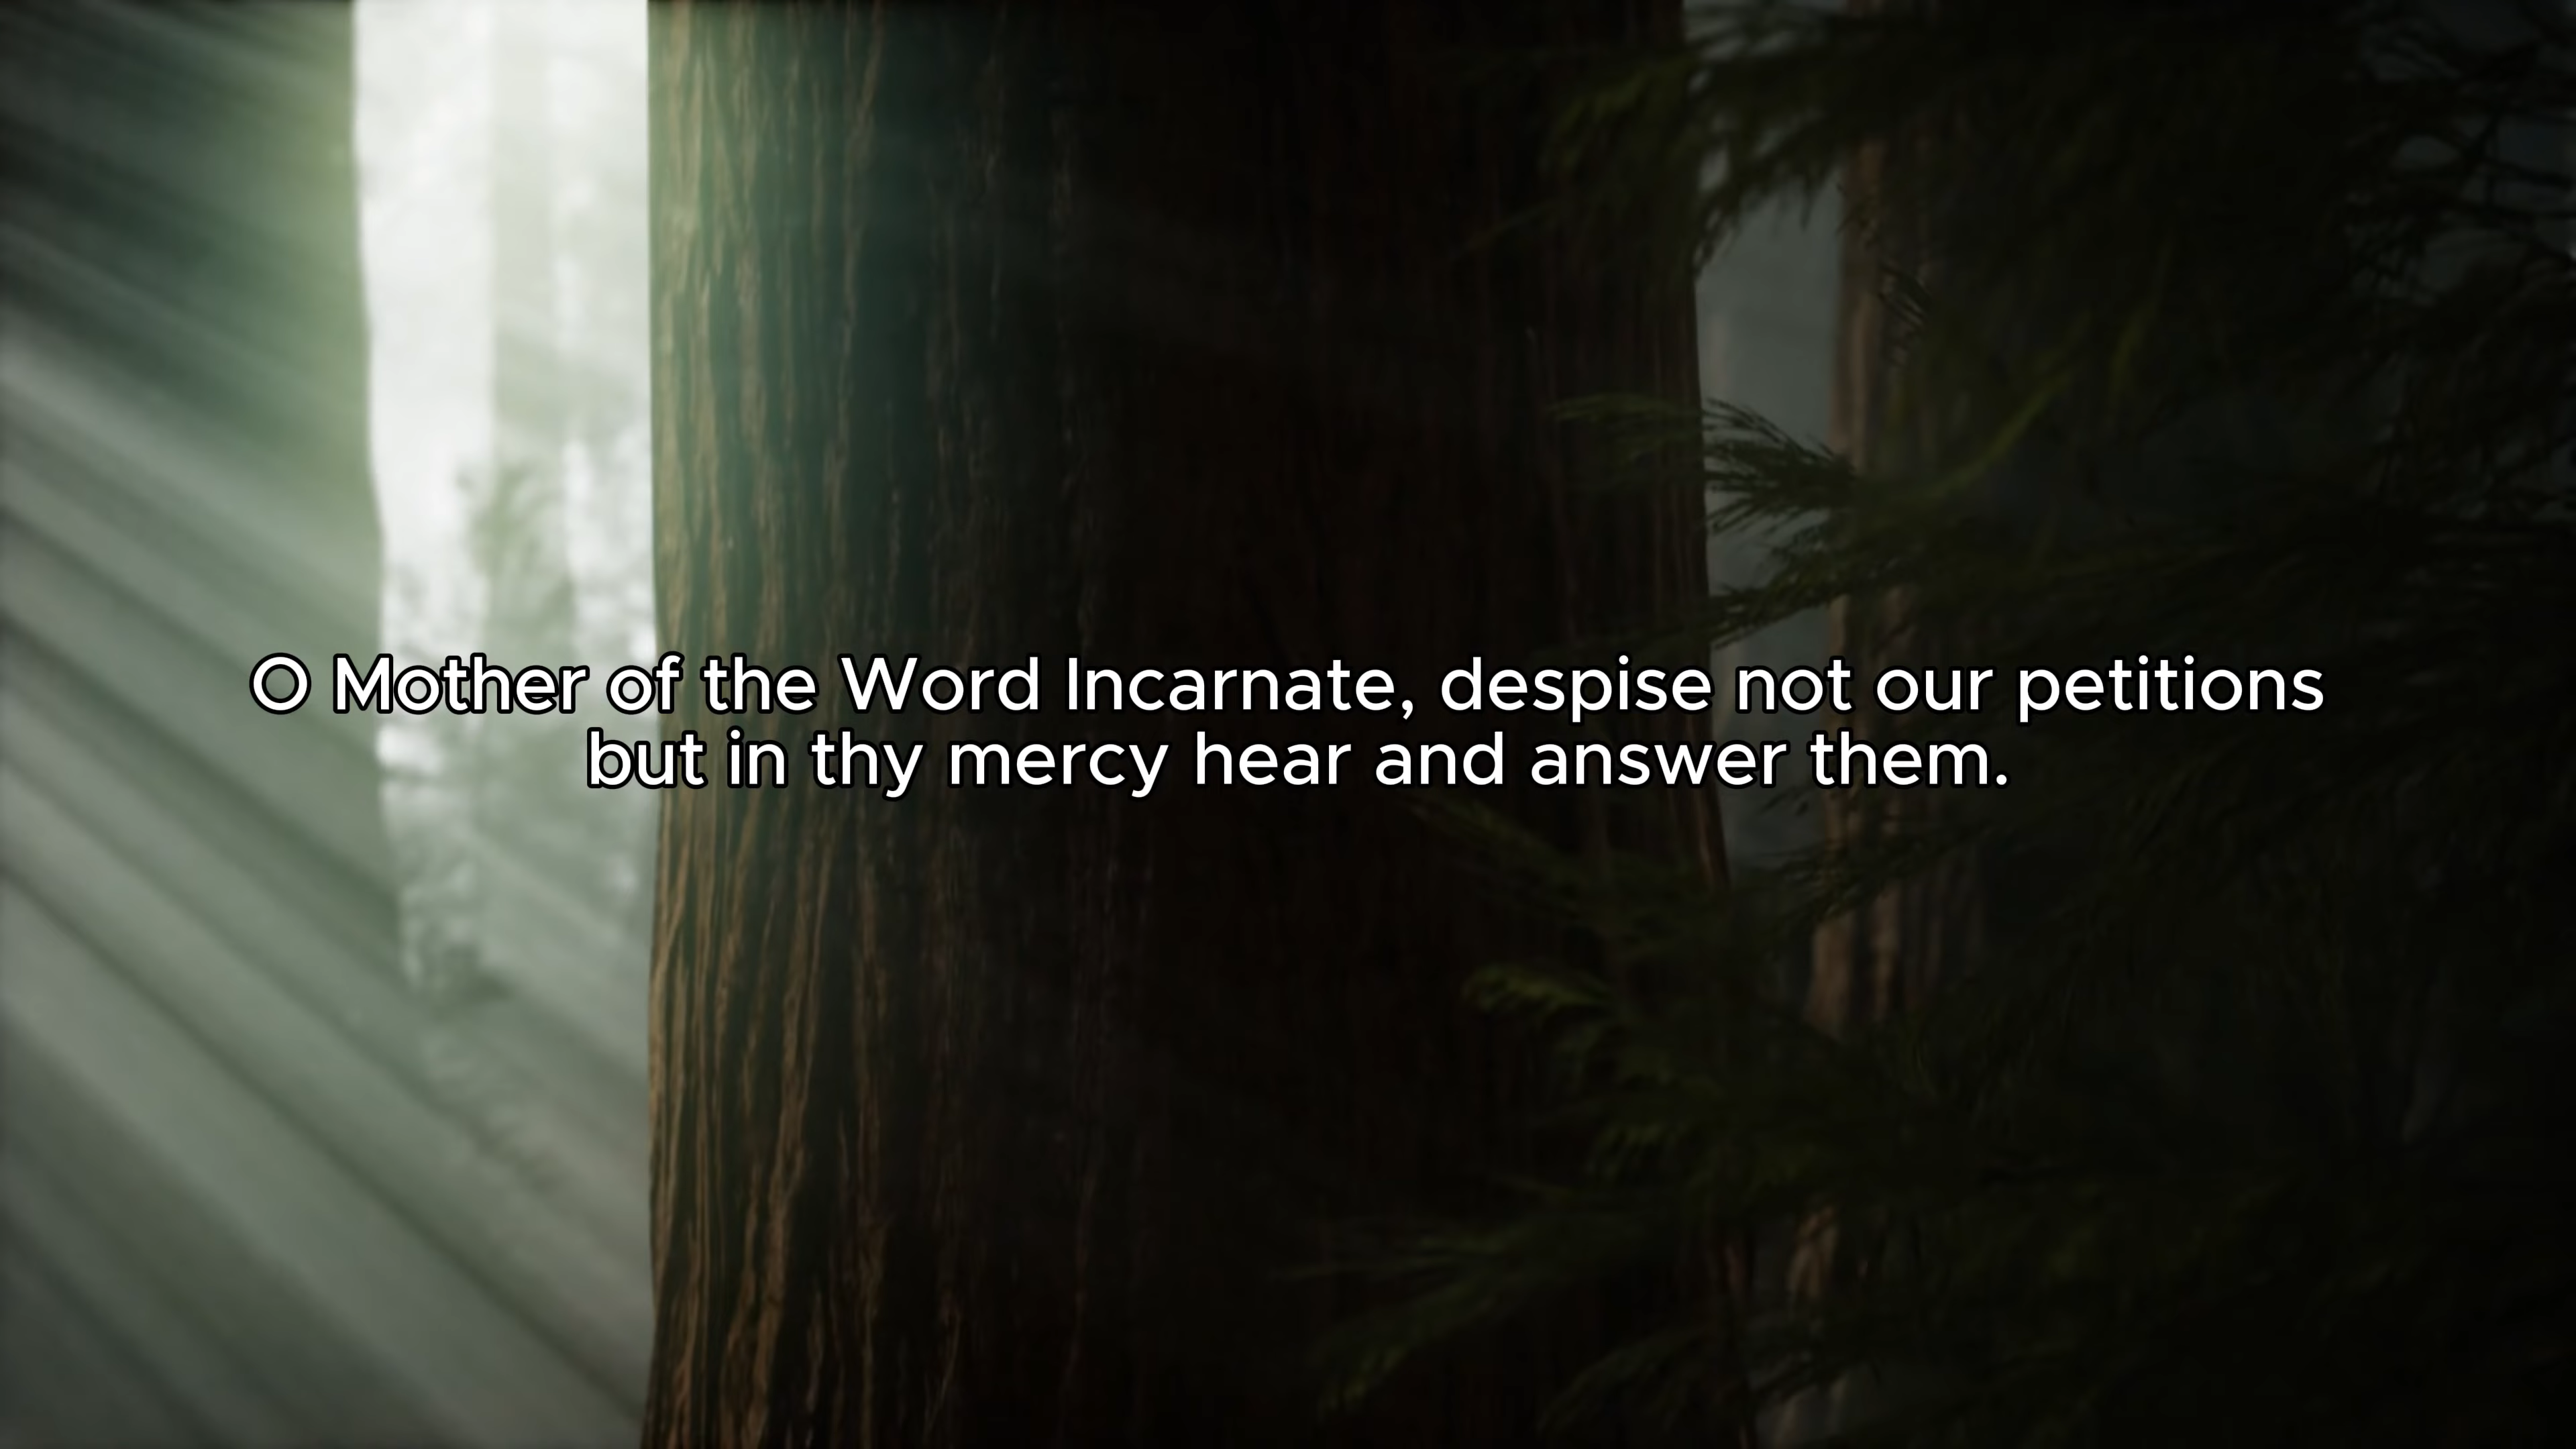 O Mother of the Word Incarnate, despise not our petitions
but in thy mercy hear and answer them.